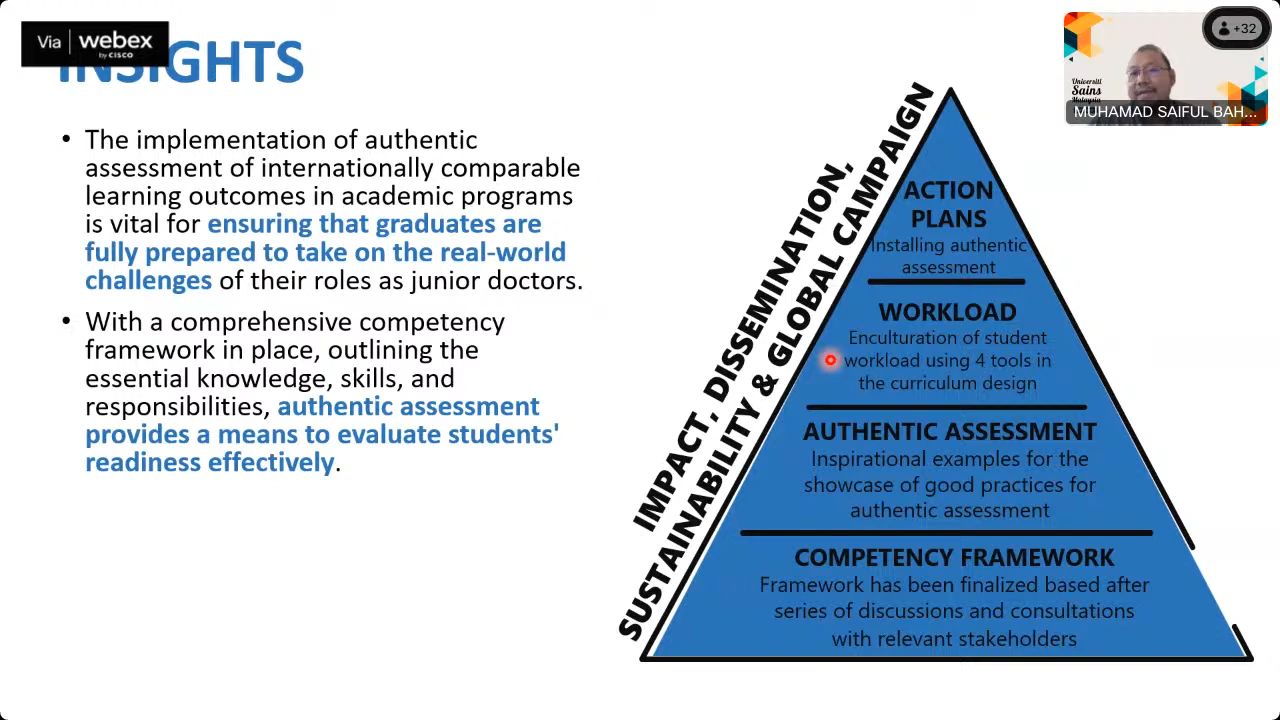 Via webex
by CISCO
INSIGHTS
• The implementation of authentic
assessment of internationally comparable
learning outcomes in academic programs
is vital for ensuring that graduates are
fully prepared to take on the real-world
challenges of their roles as junior doctors.
• With a comprehensive competency
framework in place, outlining the
essential knowledge, skills, and
responsibilities, authentic assessment
provides a means to evaluate students'
readiness effectively.
IMPACT, DISSEMINATION,
SUSTAINABILITY & GLOBAL CAMPAIGN
ACTION
PLANS
Installing authentic
assessment
WORKLOAD
Enculturation of student
workload using 4 tools in
the curriculum design
AUTHENTIC ASSESSMENT
Inspirational examples for the
showcase of good practices for
authentic assessment
COMPETENCY FRAMEWORK
Framework has been finalized based after
series of discussions and consultations
with relevant stakeholders
+32
Universiti
Sains
Malaysia
MUHAMAD SAIFUL BAH...